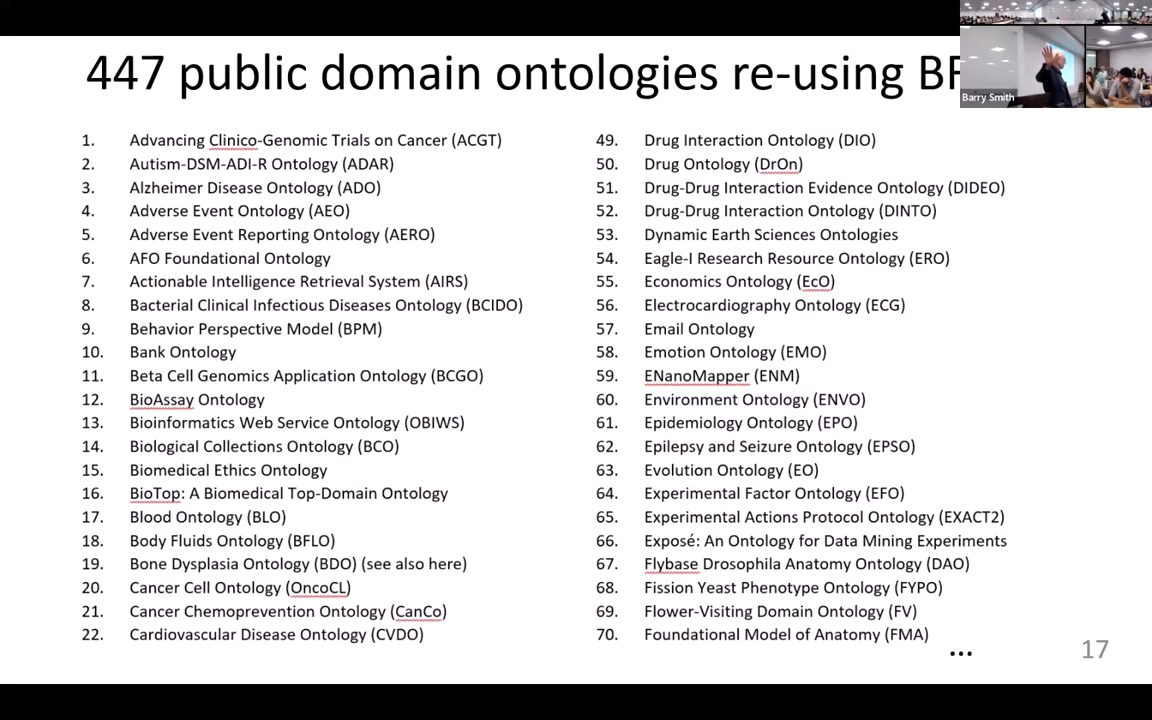 447 public domain ontologies re-using
Barry Smith
1. Advancing Clinico-Genomic Trials on Cancer (ACGT)
2. Autism-DSM-ADI-R Ontology (ADAR)
3. Alzheimer Disease Ontology (ADO)
4. Adverse Event Ontology (AEO)
5. Adverse Event Reporting Ontology (AERO)
6. AFO Foundational Ontology
7. Actionable Intelligence Retrieval System (AIRS)
8. Bacterial Clinical Infectious Diseases Ontology (BCIDO)
9. Behavior Perspective Model (BPM)
10. Bank Ontology
11. Beta Cell Genomics Application Ontology (BCGO)
12. BioAssay Ontology
13. Bioinformatics Web Service Ontology (OBIWS)
14. Biological Collections Ontology (BCO)
15. Biomedical Ethics Ontology
16. BioTop: A Biomedical Top-Domain Ontology
17. Blood Ontology (BLO)
18. Body Fluids Ontology (BFLO)
19. Bone Dysplasia Ontology (BDO) (see also here)
20. Cancer Cell Ontology (OncoCL)
21. Cancer Chemoprevention Ontology (CanCo)
22. Cardiovascular Disease Ontology (CVDO)
49. Drug Interaction Ontology (DIO)
50. Drug Ontology (DrOn)
51. Drug-Drug Interaction Evidence Ontology (DIDEO)
52. Drug-Drug Interaction Ontology (DINTO)
53. Dynamic Earth Sciences Ontologies
54. Eagle-I Research Resource Ontology (ERO)
55. Economics Ontology (EcO)
56. Electrocardiography Ontology (ECG)
57. Email Ontology
58. Emotion Ontology (EMO)
59. ENanoMapper (ENM)
60. Environment Ontology (ENVO)
61. Epidemiology Ontology (EPO)
62. Epilepsy and Seizure Ontology (EPSO)
63. Evolution Ontology (EO)
64. Experimental Factor Ontology (EFO)
65. Experimental Actions Protocol Ontology (EXACT2)
66. Exposé: An Ontology for Data Mining Experiments
67. Flybase Drosophila Anatomy Ontology (DAO)
68. Fission Yeast Phenotype Ontology (FYPO)
69. Flower-Visiting Domain Ontology (FV)
70. Foundational Model of Anatomy (FMA)
...
17